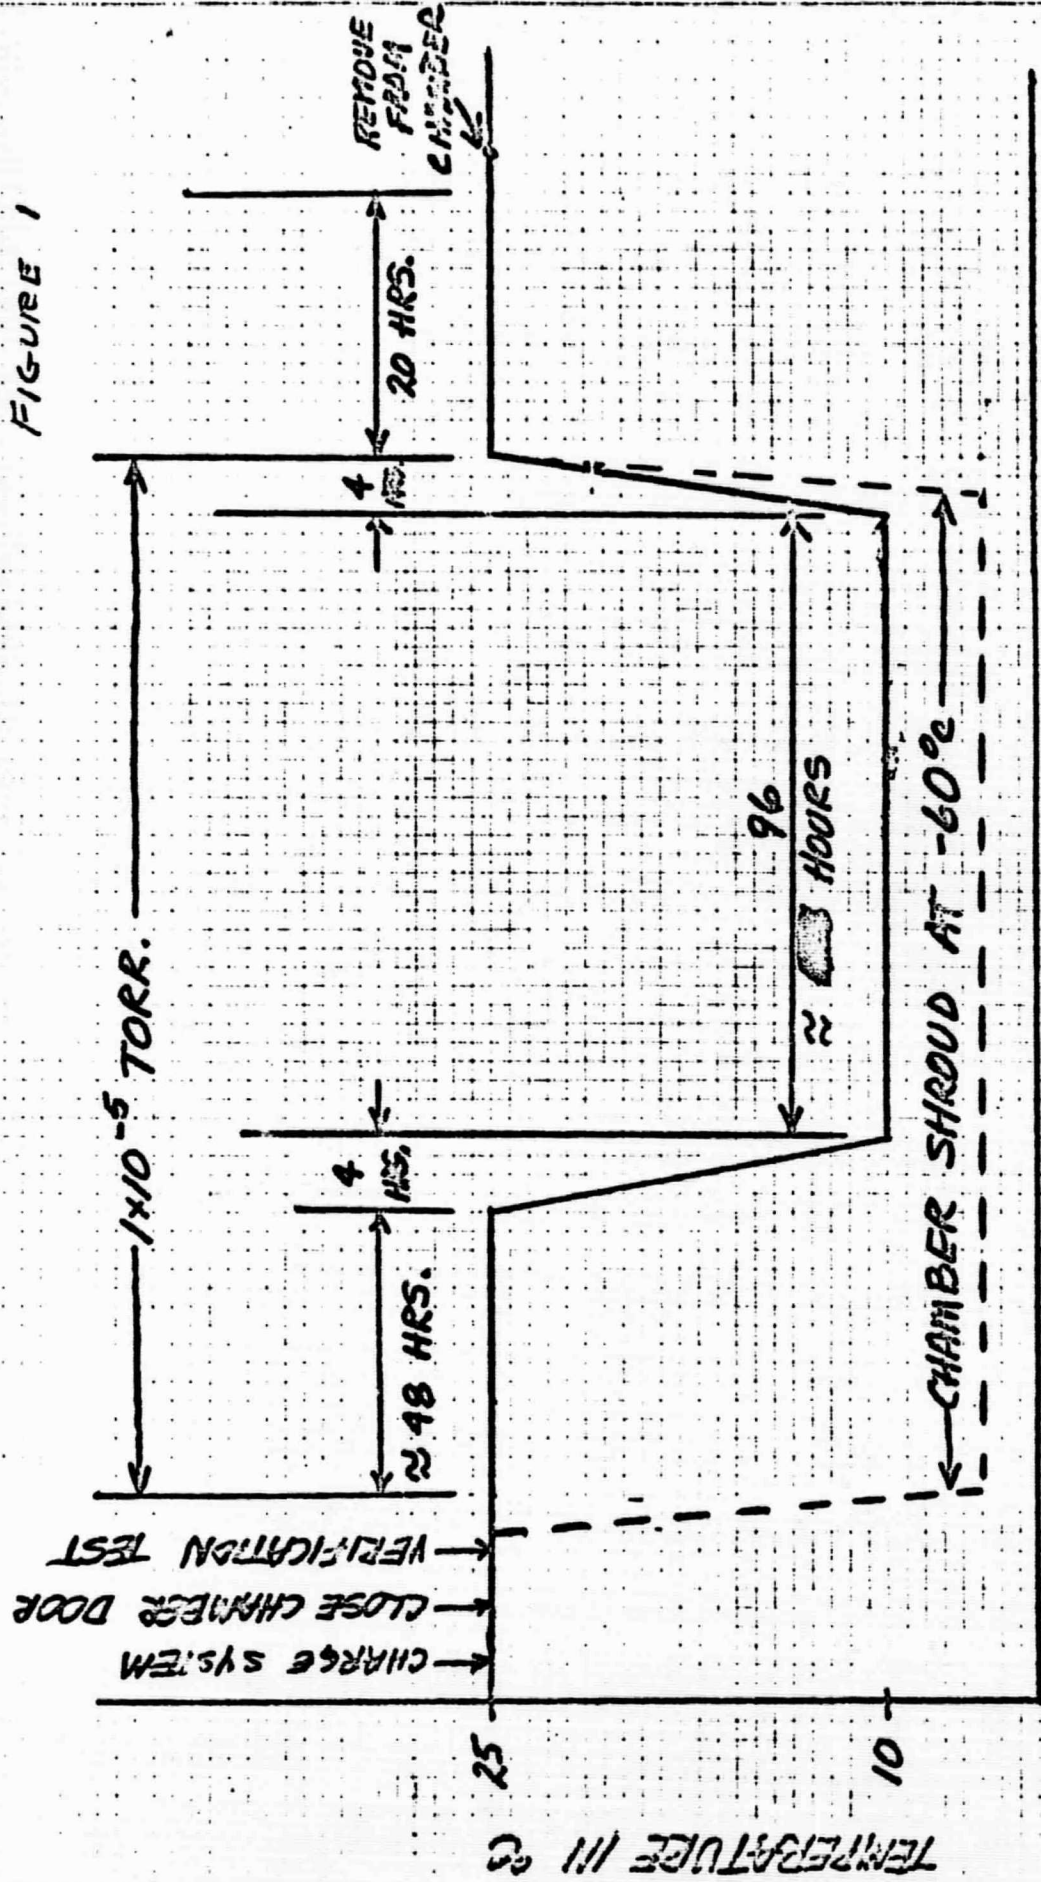 FIGURE 1
1x10⁻⁵ TORR.
REMOVE
FROM
CHAMBER
CHARGE SYSTEM
CLOSE CHAMBER DOOR
VERIFICATION TEST
≈ 48 HRS.
4
HRS.
4
HRS.
20 HRS.
25
96
≈ HOURS
10
CHAMBER SHROUD AT -60°C
TEMPERATURE IN °C